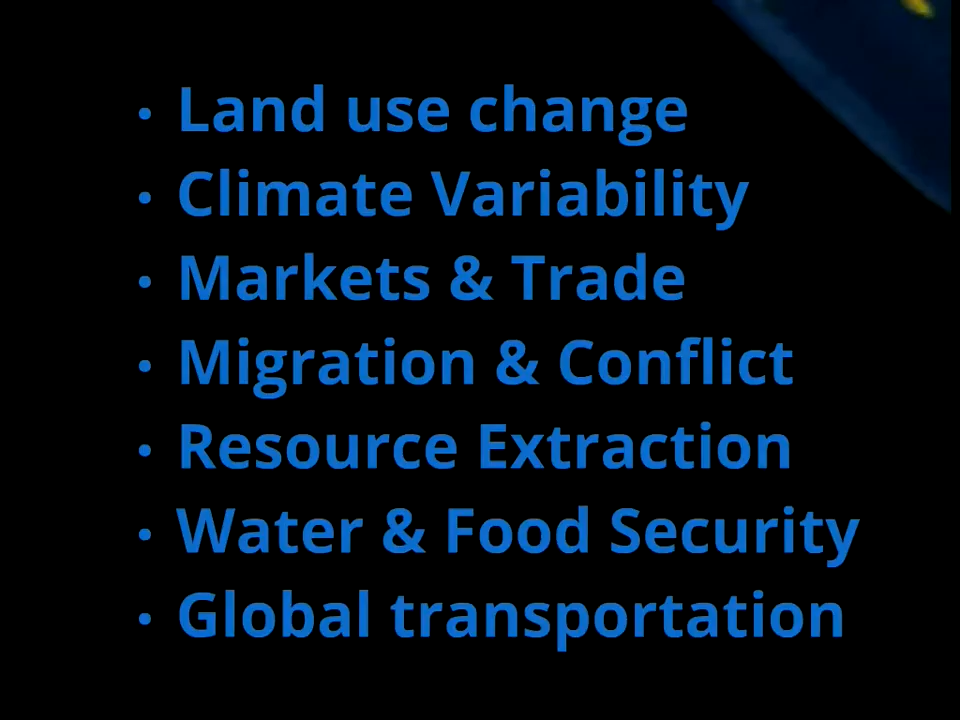 • Land use change
• Climate Variability
• Markets & Trade
• Migration & Conflict
• Resource Extraction
• Water & Food Security
• Global transportation